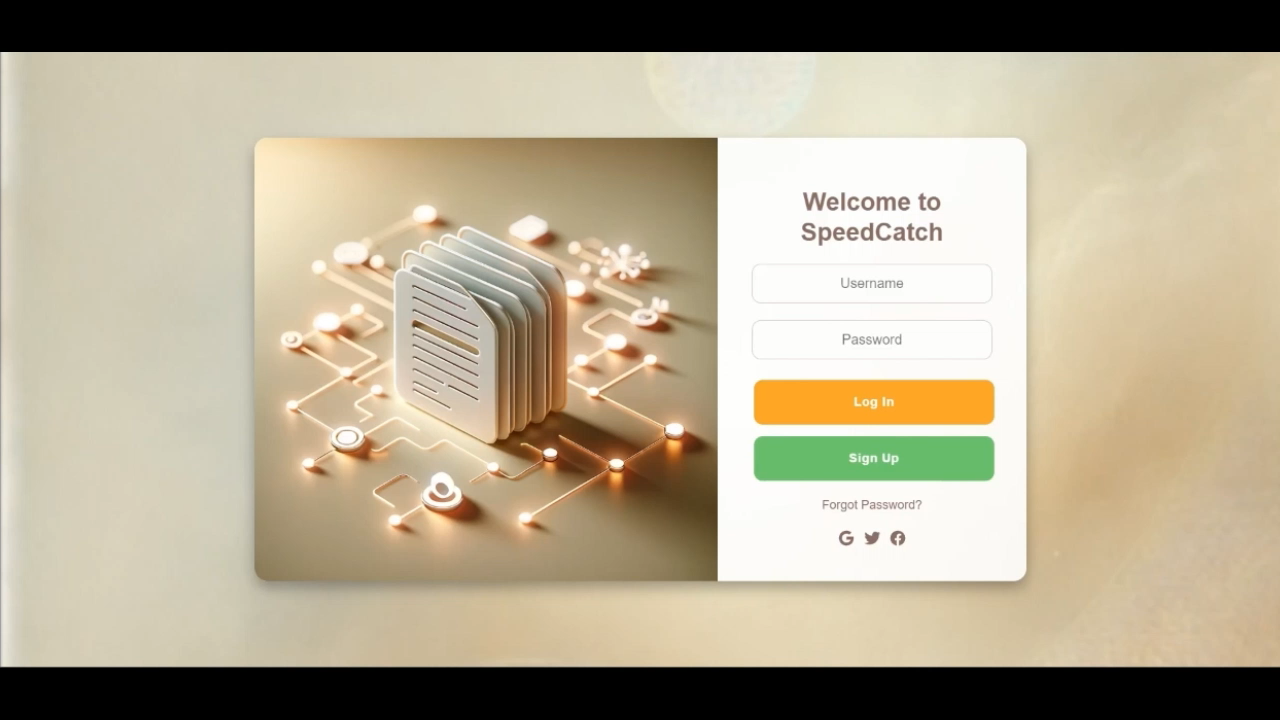 Welcome to
SpeedCatch
Username
Password
Log In
Sign Up
Forgot Password?